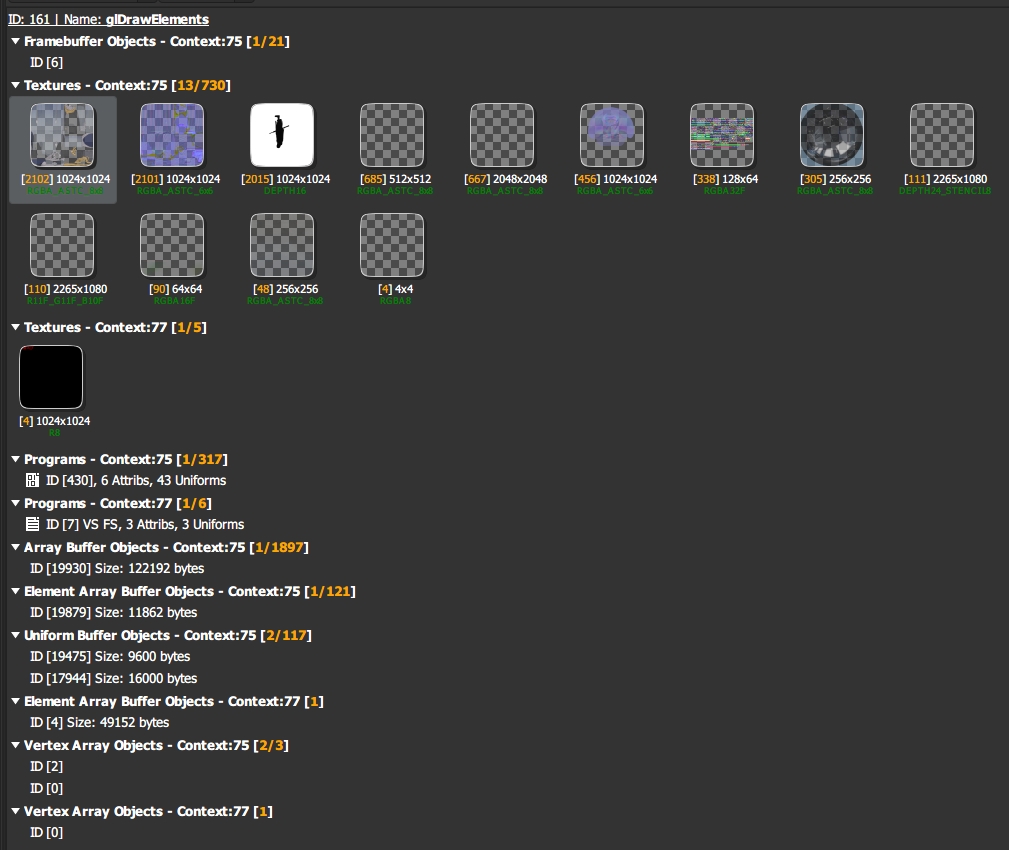 ID: 161 | Name: glDrawElements
Framebuffer Objects - Context:75 [1/21]
ID [6]
Textures - Context:75 [13/730]
[2102] 1024x1024 [2101] 1024x1024 [2015] 1024x1024 [685] 512x512 [667] 2048x2048 [456] 1024x1024 [338] 128x64 [305] 256x256 [111] 2265x1080
RGBA_ASTC_6x6 RGBA_ASTC_6x6 DEPTH16 RGBA_ASTC_8x8 RGBA_ASTC_8x8 RGBA_ASTC_6x6 RGBA32F RGBA_ASTC_8x8 DEPTH24_STENCIL8
[110] 2265x1080 [90] 64x64 [48] 256x256 [4] 4x4
R11F_G11F_B10F RGBA16F RGBA_ASTC_8x8 RGBA8
Textures - Context:77 [1/5]
[4] 1024x1024
R8
Programs - Context:75 [1/317]
ID [430], 6 Attribs, 43 Uniforms
Programs - Context:77 [1/6]
ID [7] VS FS, 3 Attribs, 3 Uniforms
Array Buffer Objects - Context:75 [1/1897]
ID [19930] Size: 122192 bytes
Element Array Buffer Objects - Context:75 [1/121]
ID [19879] Size: 11862 bytes
Uniform Buffer Objects - Context:75 [2/117]
ID [19475] Size: 9600 bytes
ID [17944] Size: 16000 bytes
Element Array Buffer Objects - Context:77 [1]
ID [4] Size: 49152 bytes
Vertex Array Objects - Context:75 [2/3]
ID [2]
ID [0]
Vertex Array Objects - Context:77 [1]
ID [0]